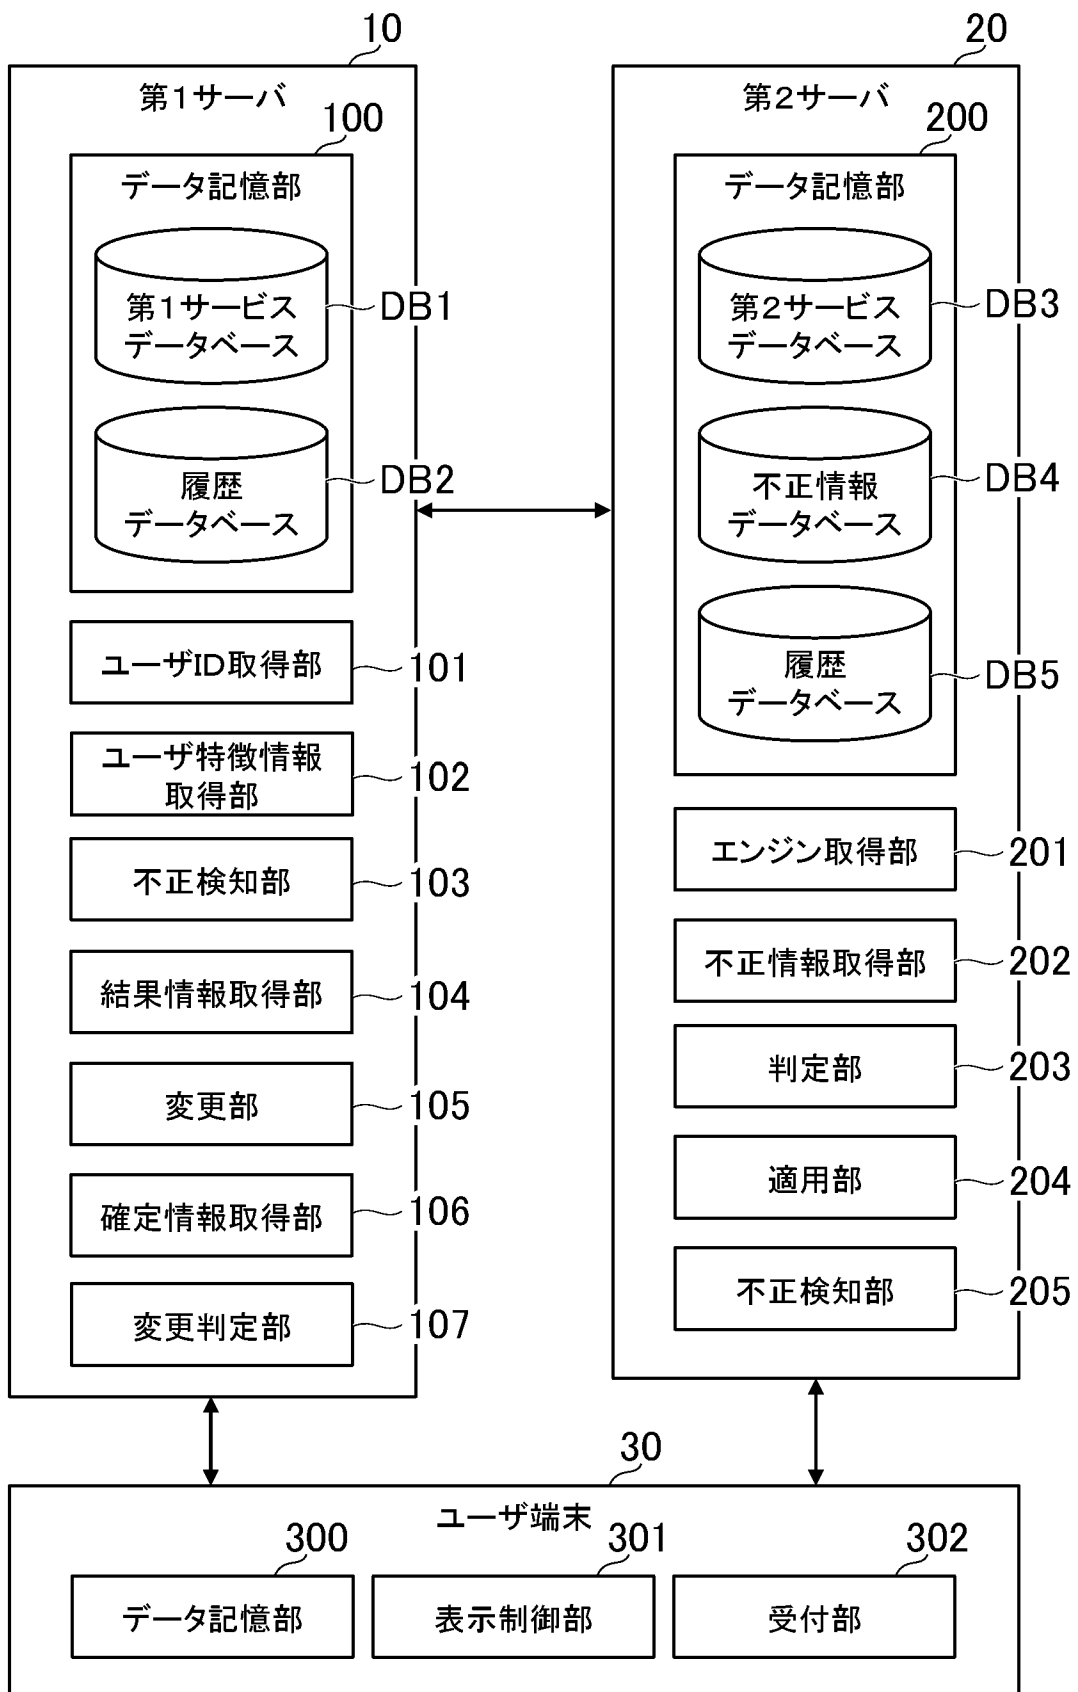 10
第1サーバ
100
データ記憶部
第1サービス
データベース
DB1
履歴
データベース
DB2
ユーザID取得部
101
ユーザ特徴情報
取得部
102
不正検知部
103
結果情報取得部
104
変更部
105
確定情報取得部
106
変更判定部
107
20
第2サーバ
200
データ記憶部
第2サービス
データベース
DB3
不正情報
データベース
DB4
履歴
データベース
DB5
エンジン取得部
201
不正情報取得部
202
判定部
203
適用部
204
不正検知部
205
30
ユーザ端末
300
データ記憶部
301
表示制御部
302
受付部